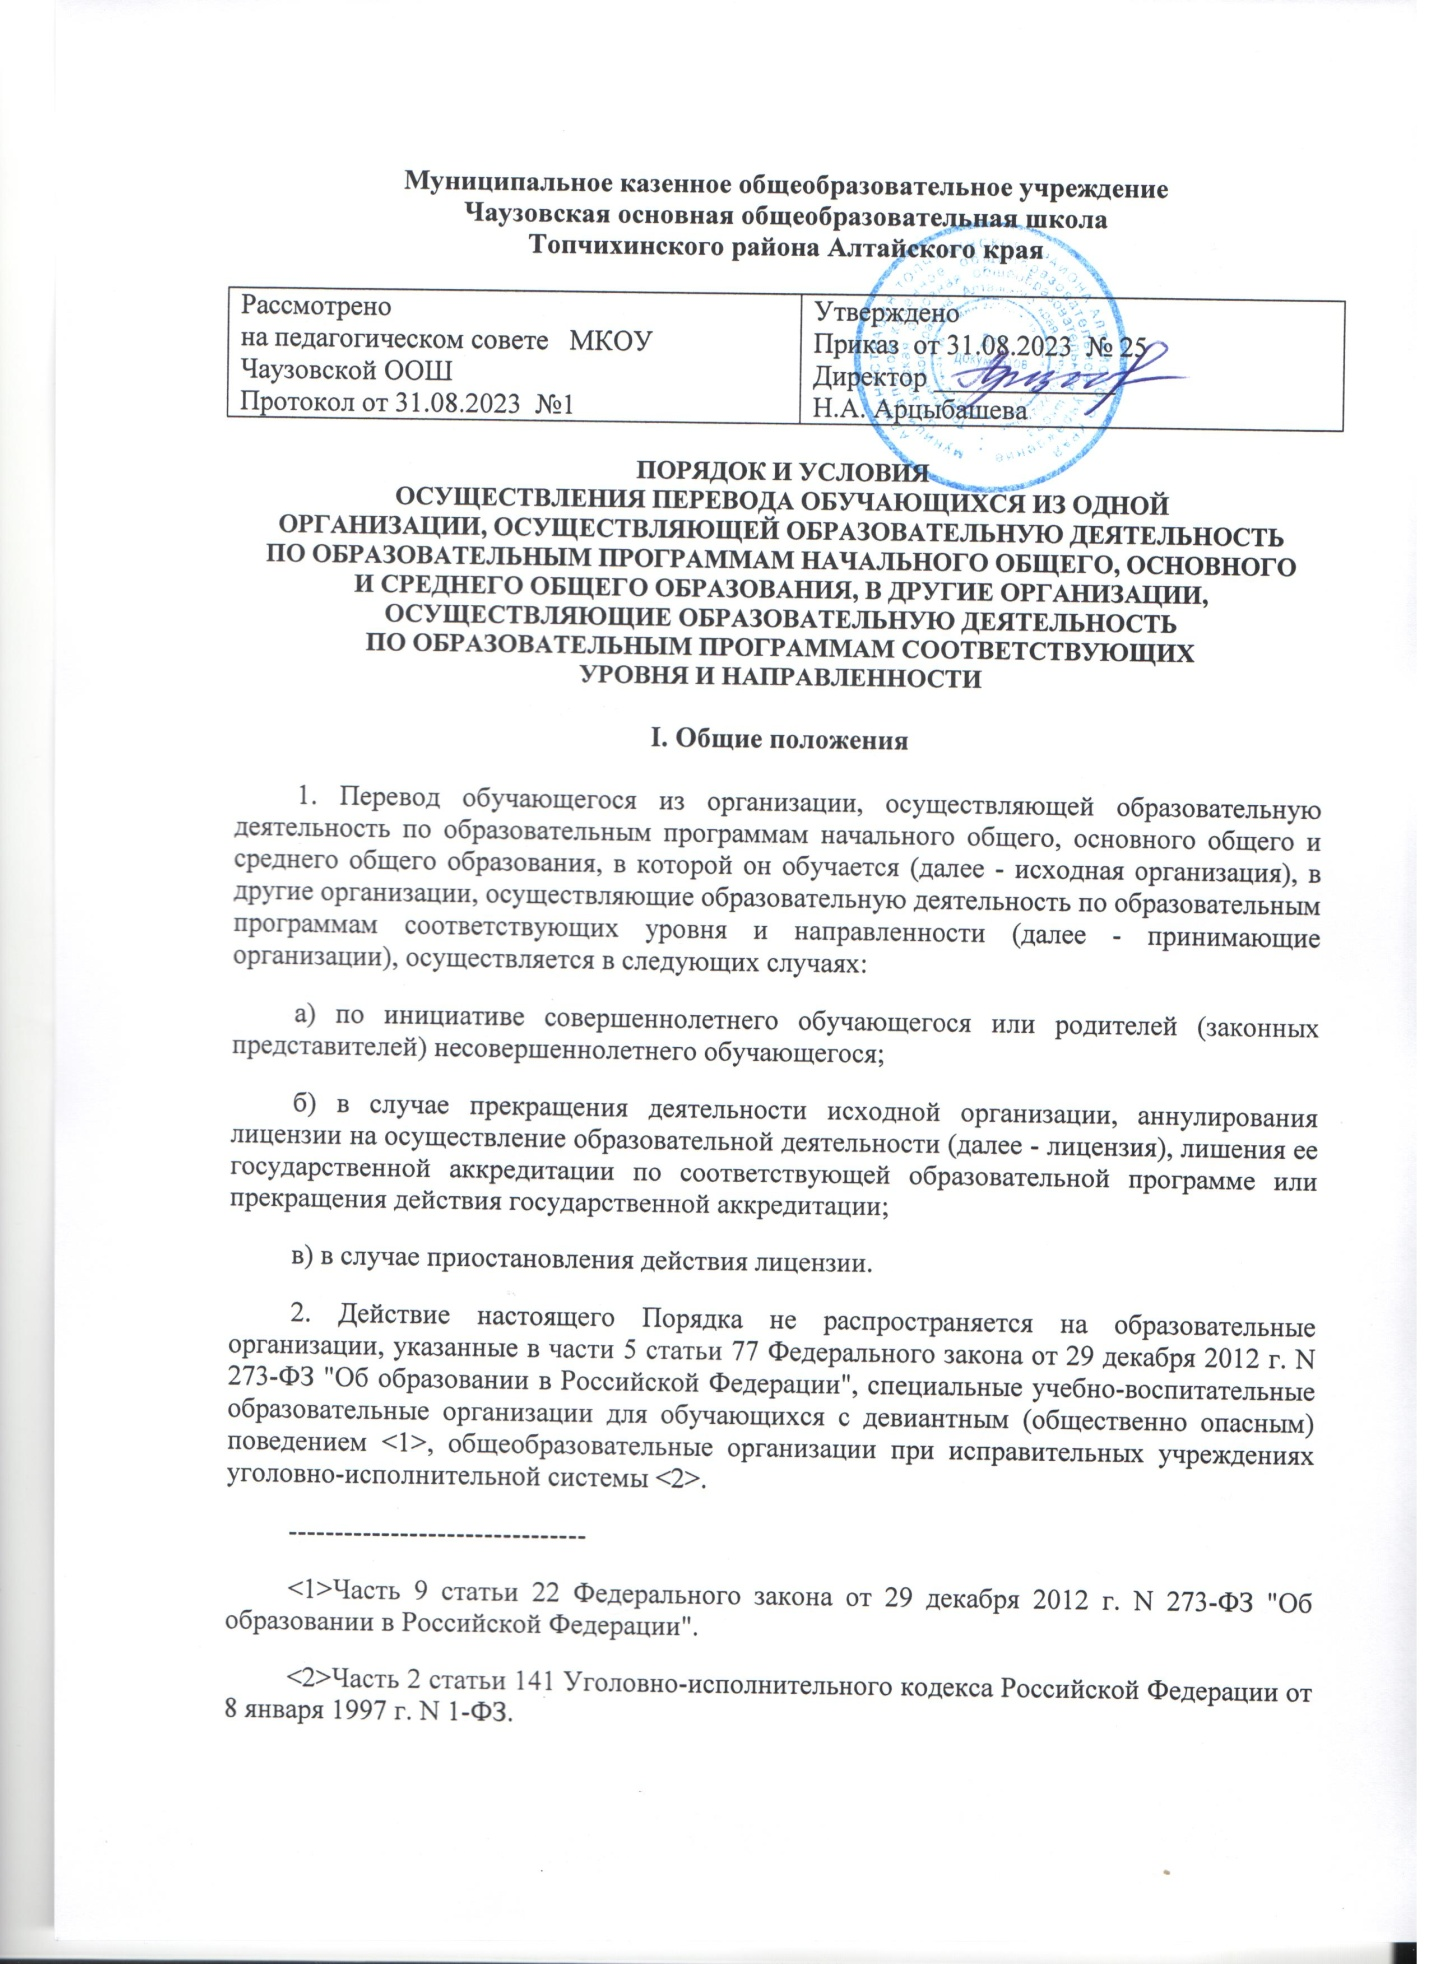 Муниципальное казенное общеобразовательное учреждение
Чаузовская основная общеобразовательная школа
Топчихинского района Алтайского края
Рассмотрено
на педагогическом совете МКОУ
Чаузовской ООШ
Протокол от 31.08.2023 №1
Утверждено
Приказ от 31.08.2023 № 25
Директор
Н.А. Арцыбашева
ПОРЯДОК И УСЛОВИЯ
ОСУЩЕСТВЛЕНИЯ ПЕРЕВОДА ОБУЧАЮЩИХСЯ ИЗ ОДНОЙ
ОРГАНИЗАЦИИ, ОСУЩЕСТВЛЯЮЩЕЙ ОБРАЗОВАТЕЛЬНУЮ ДЕЯТЕЛЬНОСТЬ
ПО ОБРАЗОВАТЕЛЬНЫМ ПРОГРАММАМ НАЧАЛЬНОГО ОБЩЕГО, ОСНОВНОГО
И СРЕДНЕГО ОБЩЕГО ОБРАЗОВАНИЯ, В ДРУГИЕ ОРГАНИЗАЦИИ,
ОСУЩЕСТВЛЯЮЩИЕ ОБРАЗОВАТЕЛЬНУЮ ДЕЯТЕЛЬНОСТЬ
ПО ОБРАЗОВАТЕЛЬНЫМ ПРОГРАММАМ СООТВЕТСТВУЮЩИХ
УРОВНЯ И НАПРАВЛЕННОСТИ
I. Общие положения
1. Перевод обучающегося из организации, осуществляющей образовательную
деятельность по образовательным программам начального общего, основного общего и
среднего общего образования, в которой он обучается (далее - исходная организация), в
другие организации, осуществляющие образовательную деятельность по образовательным
программам соответствующих уровня и направленности (далее - принимающие
организации), осуществляется в следующих случаях:
а) по инициативе совершеннолетнего обучающегося или родителей (законных
представителей) несовершеннолетнего обучающегося;
б) в случае прекращения деятельности исходной организации, аннулирования
лицензии на осуществление образовательной деятельности (далее - лицензия), лишения ее
государственной аккредитации по соответствующей образовательной программе или
прекращения действия государственной аккредитации;
в) в случае приостановления действия лицензии.
2. Действие настоящего Порядка не распространяется на образовательные
организации, указанные в части 5 статьи 77 Федерального закона от 29 декабря 2012 г. N
273-ФЗ "Об образовании в Российской Федерации", специальные учебно-воспитательные
образовательные организации для обучающихся с девиантным (общественно опасным)
поведением <1>, общеобразовательные организации при исправительных учреждениях
уголовно-исполнительной системы <2>.
--------------------------------
<1>Часть 9 статьи 22 Федерального закона от 29 декабря 2012 г. N 273-ФЗ "Об
образовании в Российской Федерации".
<2>Часть 2 статьи 141 Уголовно-исполнительного кодекса Российской Федерации от
8 января 1997 г. N 1-ФЗ.